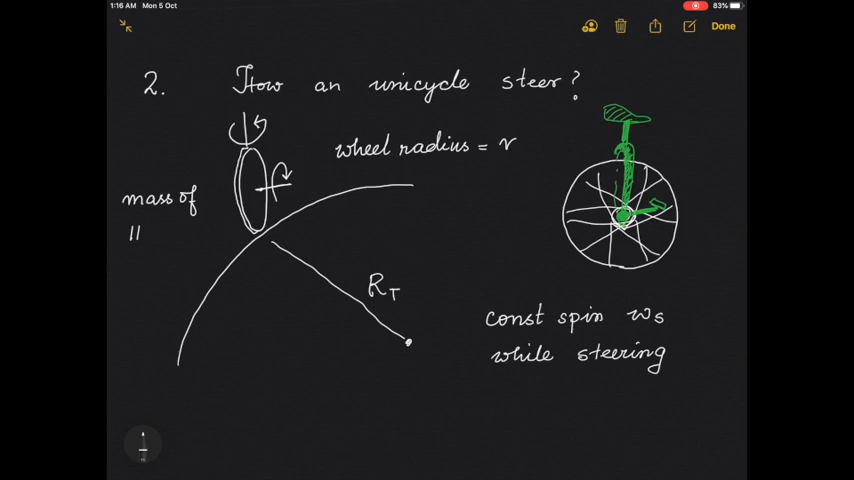 1:16 AM Mon 5 Oct
83%
Done
2. How an unicycle steer?
wheel radius = r
mass of
"
R_T
const spin ω_s
while steering